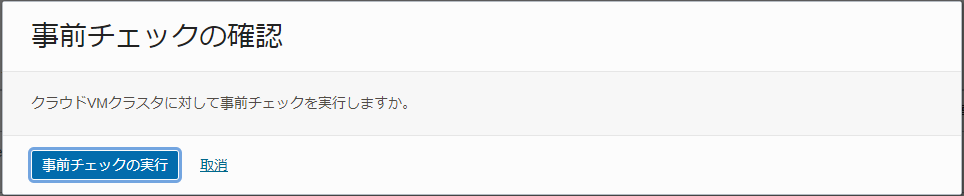 事前チェックの確認
クラウドVMクラスタに対して事前チェックを実行しますか。
事前チェックの実行 取消